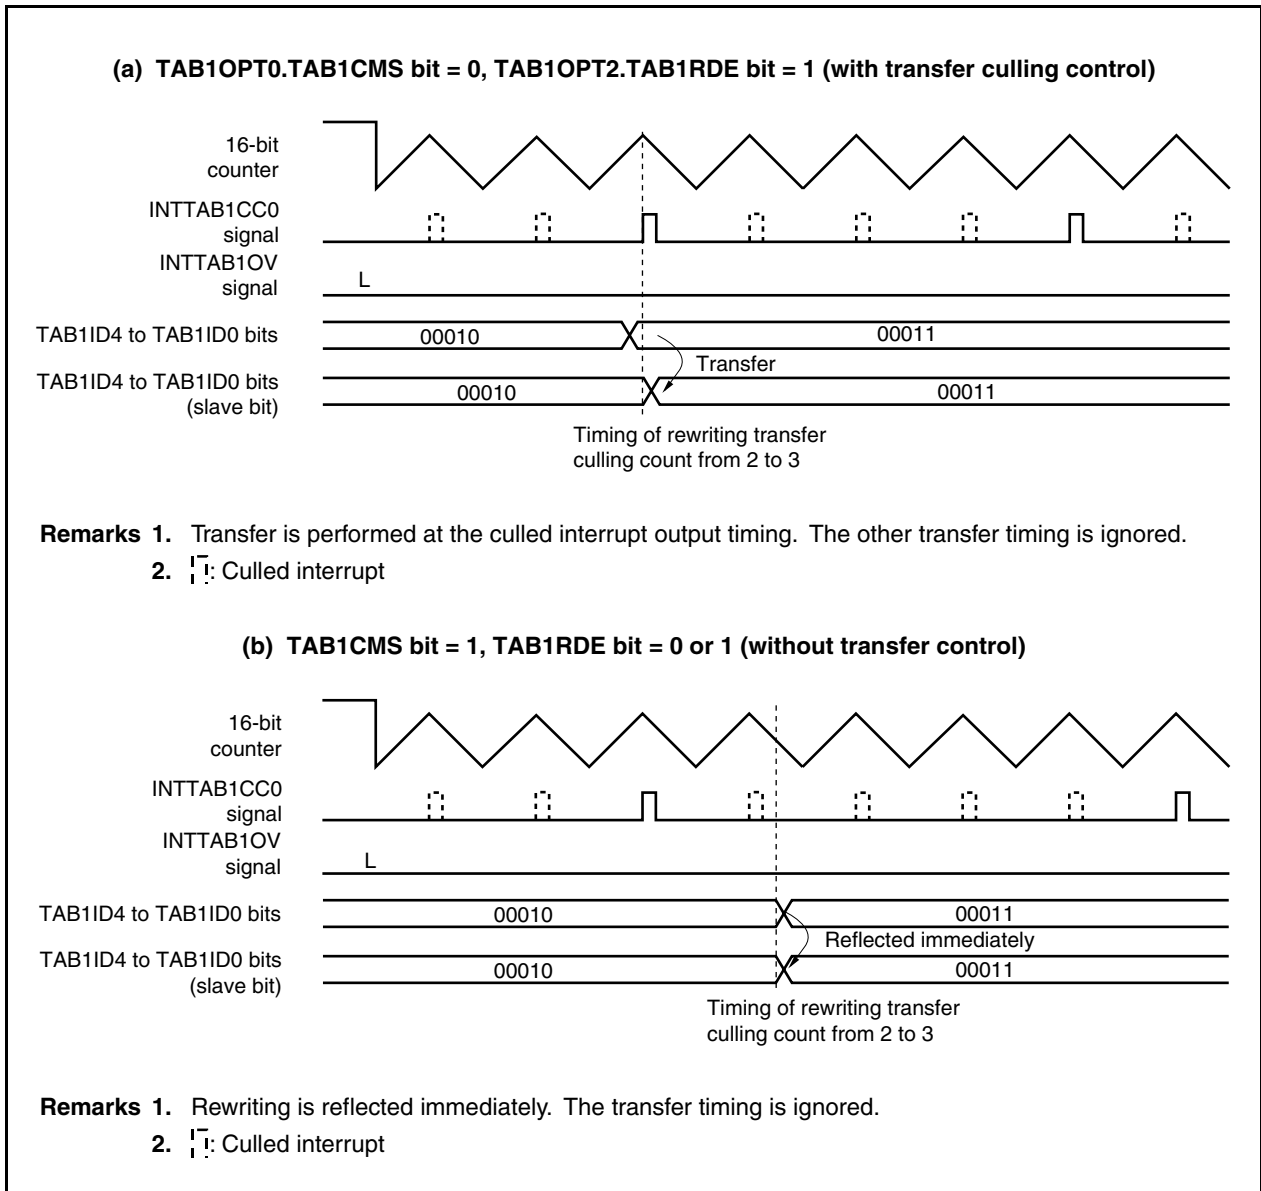 (a) TAB1OPT0.TAB1CMS bit = 0, TAB1OPT2.TAB1RDE bit = 1 (with transfer culling control)
16-bit
counter
INTTAB1CC0
signal
INTTAB1OV
signal
L
TAB1ID4 to TAB1ID0 bits
00010
00011
Transfer
TAB1ID4 to TAB1ID0 bits
(slave bit)
00010
00011
Timing of rewriting transfer
culling count from 2 to 3
Remarks 1. Transfer is performed at the culled interrupt output timing. The other transfer timing is ignored.
2. : Culled interrupt
(b) TAB1CMS bit = 1, TAB1RDE bit = 0 or 1 (without transfer control)
16-bit
counter
INTTAB1CC0
signal
INTTAB1OV
signal
L
TAB1ID4 to TAB1ID0 bits
00010
00011
Reflected immediately
TAB1ID4 to TAB1ID0 bits
(slave bit)
00010
00011
Timing of rewriting transfer
culling count from 2 to 3
Remarks 1. Rewriting is reflected immediately. The transfer timing is ignored.
2. : Culled interrupt